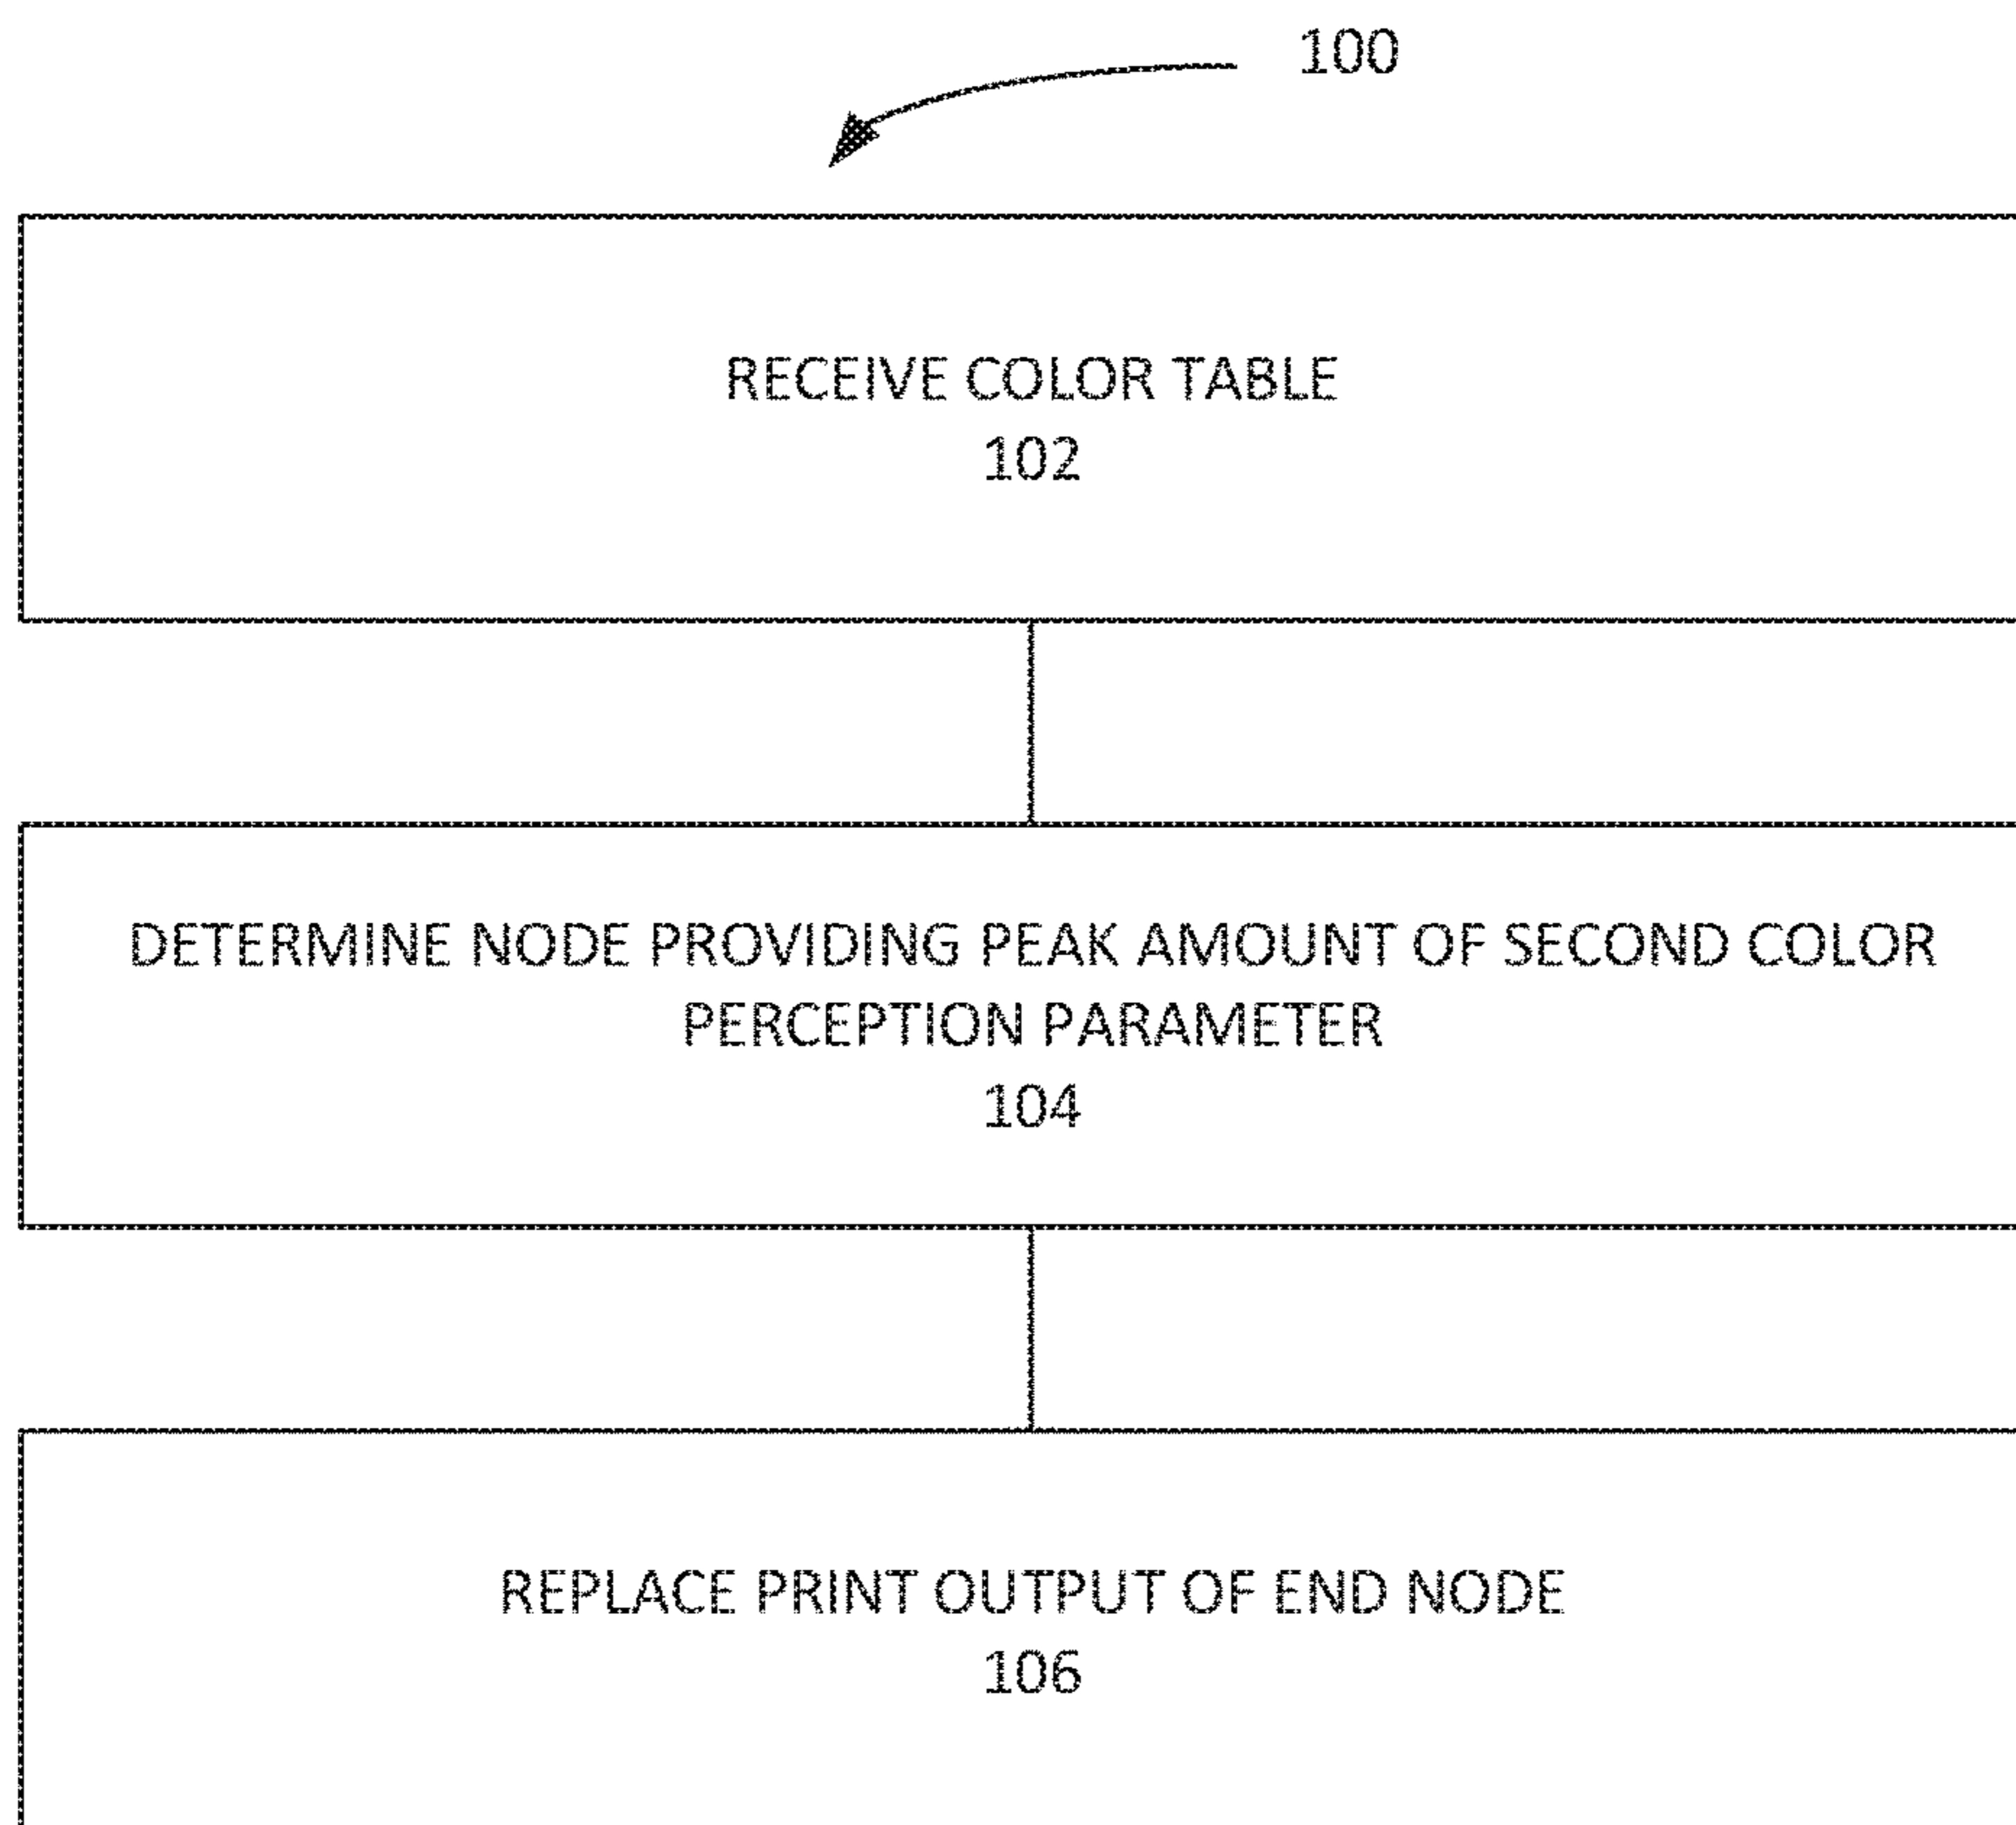 100
RECEIVE COLOR TABLE
102
DETERMINE NODE PROVIDING PEAK AMOUNT OF SECOND COLOR
PERCEPTION PARAMETER
104
REPLACE PRINT OUTPUT OF END NODE
106